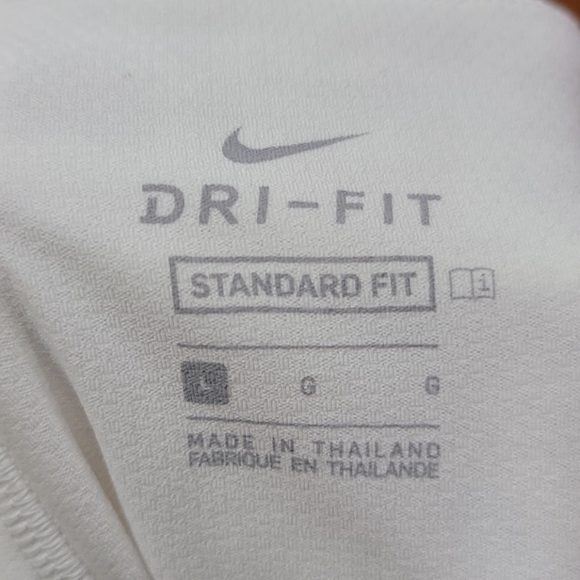 DRI-FIT
STANDARD FIT i
L G G
MADE IN THAILAND
FABRIQUE EN THAILANDE